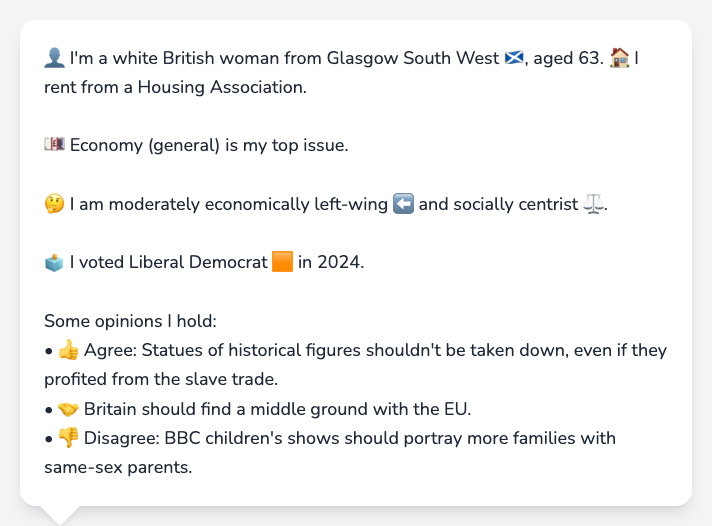 👤 I'm a white British woman from Glasgow South West 🏴󠁧󠁢󠁳󠁣󠁴󠁿, aged 63. 🏠 I
rent from a Housing Association.
💷 Economy (general) is my top issue.
🤔 I am moderately economically left-wing ⬅️ and socially centrist ⚖️.
🗳️ I voted Liberal Democrat 🟧 in 2024.
Some opinions I hold:
• 👍 Agree: Statues of historical figures shouldn't be taken down, even if they
profited from the slave trade.
• 🤝 Britain should find a middle ground with the EU.
• 👎 Disagree: BBC children's shows should portray more families with
same-sex parents.